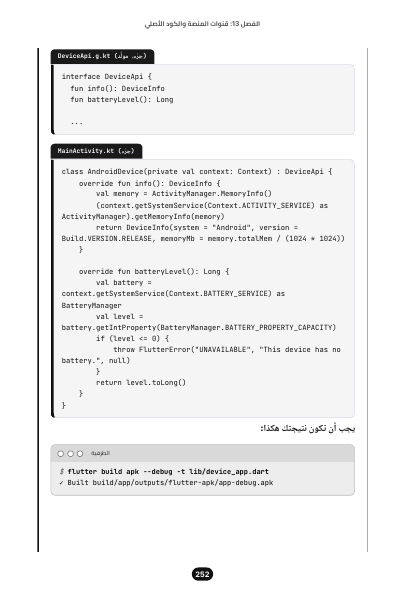 الفصل 13: قنوات المنصة والكود الأصلي
DeviceApi.g.kt (جزء مولّد)
interface DeviceApi {
fun info(): DeviceInfo
fun batteryLevel(): Long
...
MainActivity.kt (جزء)
class AndroidDevice(private val context: Context) : DeviceApi {
override fun info(): DeviceInfo {
val memory = ActivityManager.MemoryInfo()
(context.getSystemService(Context.ACTIVITY_SERVICE) as
ActivityManager).getMemoryInfo(memory)
return DeviceInfo(system = "Android", version =
Build.VERSION.RELEASE, memoryMb = memory.totalMem / (1024 * 1024))
}
override fun batteryLevel(): Long {
val battery =
context.getSystemService(Context.BATTERY_SERVICE) as
BatteryManager
val level =
battery.getIntProperty(BatteryManager.BATTERY_PROPERTY_CAPACITY)
if (level <= 0) {
throw FlutterError("UNAVAILABLE", "This device has no
battery.", null)
}
return level.toLong()
}
}
يجب أن تكون نتيجتك هكذا:
الطرفية
$ flutter build apk --debug -t lib/device_app.dart
✓ Built build/app/outputs/flutter-apk/app-debug.apk
252